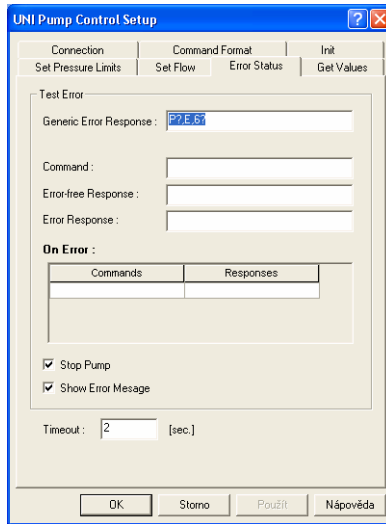 UNI Pump Control Setup
Connection Command Format Init
Set Pressure Limits Set Flow Error Status Get Values
Test Error
Generic Error Response : P?,E,6?
Command :
Error-free Response :
Error Response :
On Error :
Commands Responses
Stop Pump
Show Error Mesage
Timeout : 2 [sec.]
OK Storno Použít Nápověda